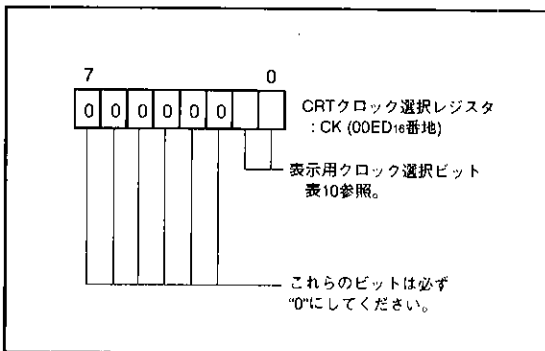 7 0
0 0 0 0 0 0
CRTクロック選択レジスタ
: CK (00ED16番地)
表示用クロック選択ビット
表10参照。
これらのビットは必ず
"0"にしてください。